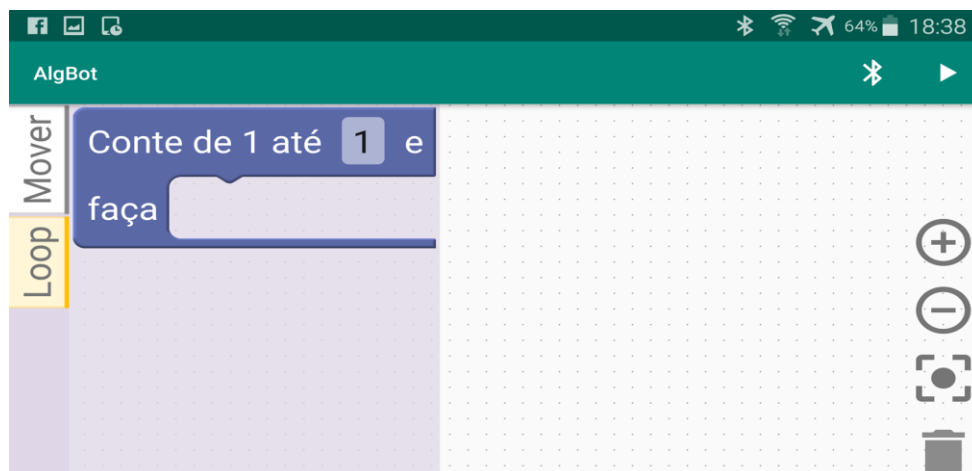 64% 18:38
AlgBot
Mover
Loop
Conte de 1 até 1 e
faça